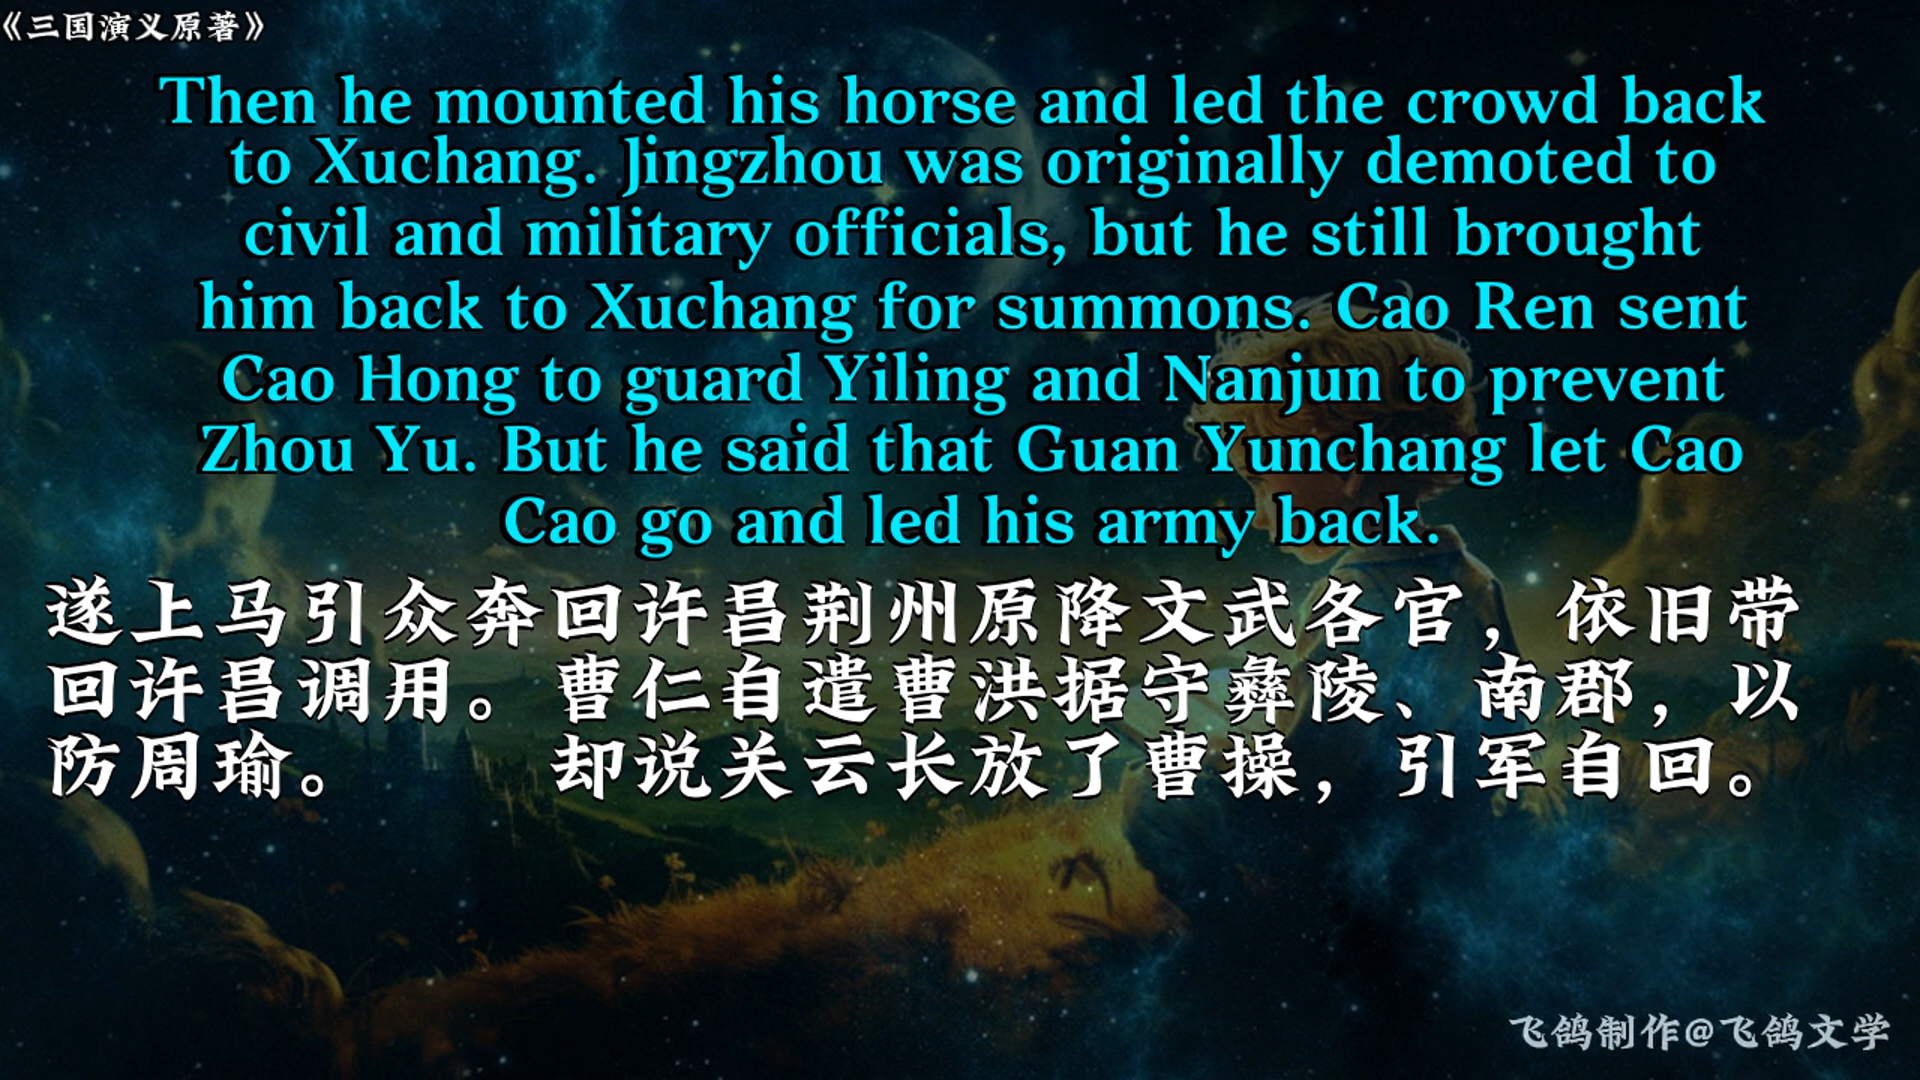 《三国演义原著》
Then he mounted his horse and led the crowd back
to Xuchang. Jingzhou was originally demoted to
civil and military officials, but he still brought
him back to Xuchang for summons. Cao Ren sent
Cao Hong to guard Yiling and Nanjun to prevent
Zhou Yu. But he said that Guan Yunchang let Cao
Cao go and led his army back.
遂上马引众奔回许昌荆州原降文武各官，依旧带
回许昌调用。曹仁自遣曹洪据守彝陵、南郡，以
防周瑜。　　却说关云长放了曹操，引军自回。
飞鸽制作@飞鸽文学